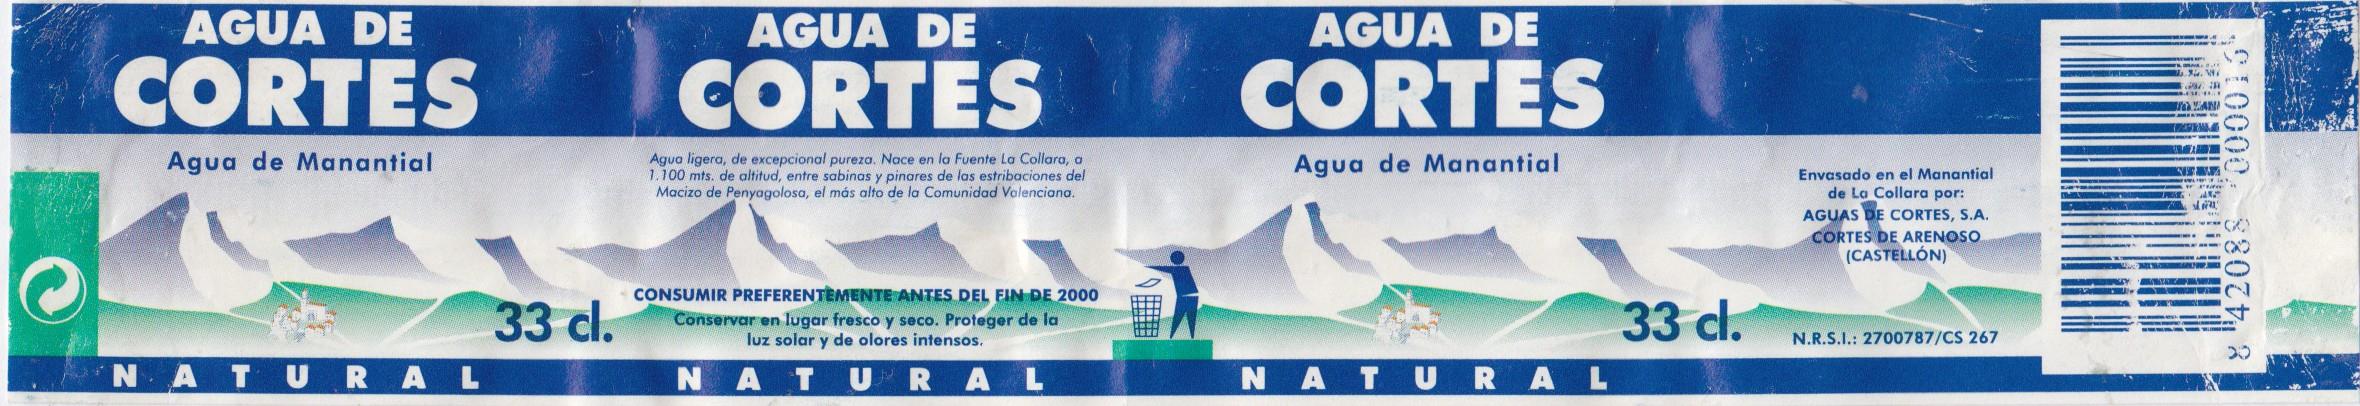 AGUA DE
CORTES
Agua de Manantial
33 cl.
NATURAL
AGUA DE
CORTES
Agua ligera, de excepcional pureza. Nace en la Fuente La Collara, a
1.100 mts. de altitud, entre sabinas y pinares de las estribaciones del
Macizo de Penyagolosa, el más alto de la Comunidad Valenciana.
CONSUMIR PREFERENTEMENTE ANTES DEL FIN DE 2000
Conservar en lugar fresco y seco. Proteger de la
luz solar y de olores intensos.
NATURAL
AGUA DE
CORTES
Agua de Manantial
33 cl.
NATURAL
Envasado en el Manantial
de La Collara por:
AGUAS DE CORTES, S.A.
CORTES DE ARENOSO
(CASTELLÓN)
N.R.S.I.: 2700787/CS 267